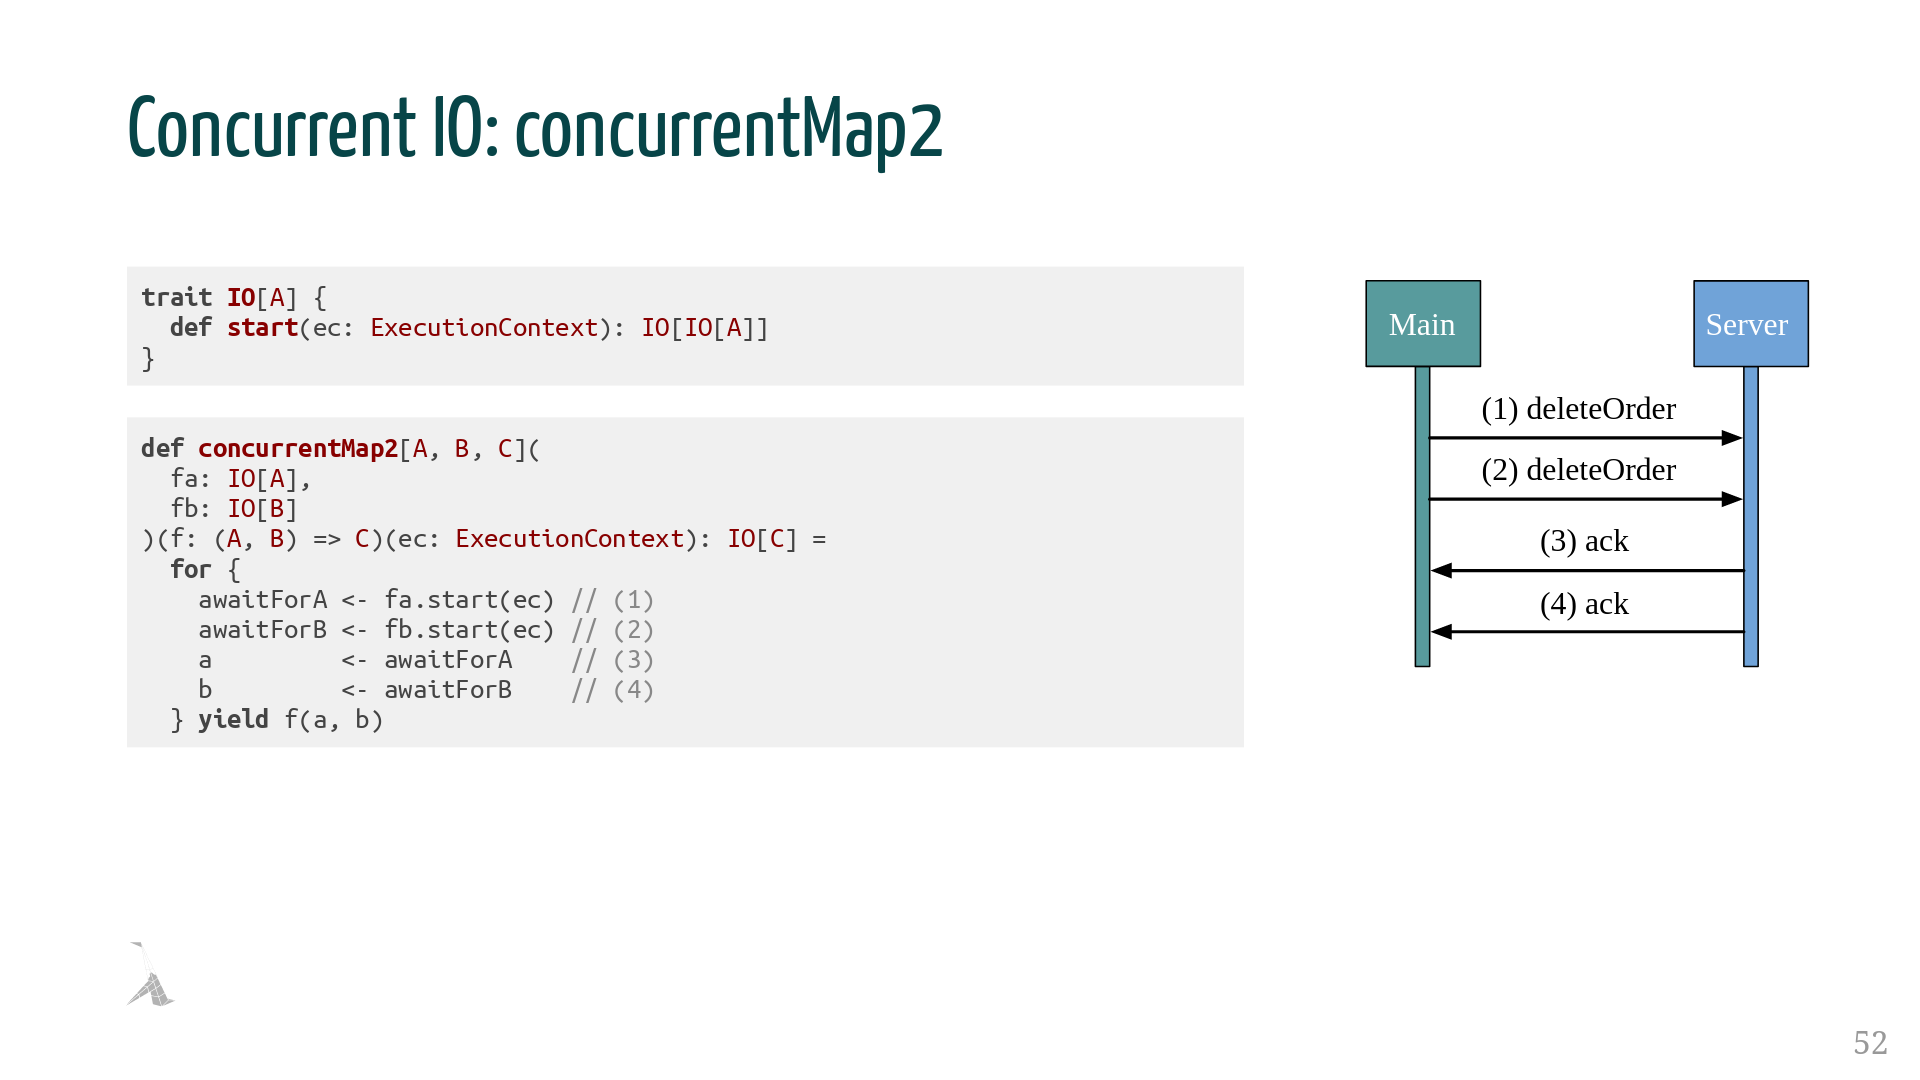 Concurrent IO: concurrentMap2
trait IO[A] {
  def start(ec: ExecutionContext): IO[IO[A]]
}
def concurrentMap2[A, B, C](
  fa: IO[A],
  fb: IO[B]
)(f: (A, B) => C)(ec: ExecutionContext): IO[C] =
  for {
    awaitForA <- fa.start(ec) // (1)
    awaitForB <- fb.start(ec) // (2)
    a         <- awaitForA    // (3)
    b         <- awaitForB    // (4)
  } yield f(a, b)
Main
Server
(1) deleteOrder
(2) deleteOrder
(3) ack
(4) ack
52